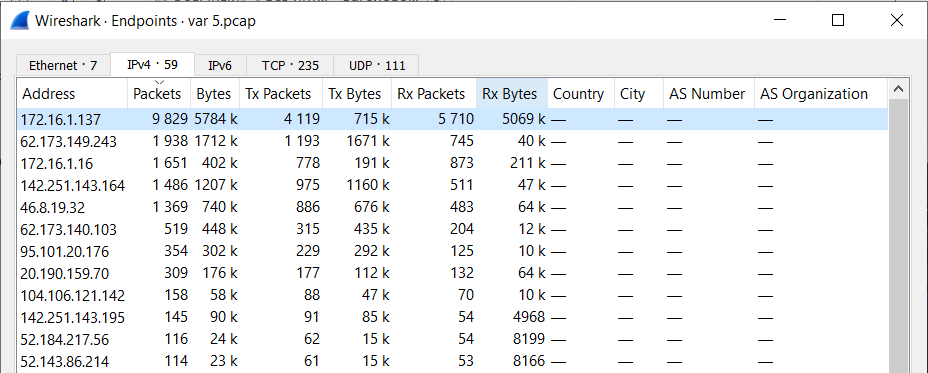 Wireshark · Endpoints · var 5.pcap
Ethernet · 7 IPv4 · 59 IPv6 TCP · 235 UDP · 111
Address Packets Bytes Tx Packets Tx Bytes Rx Packets Rx Bytes Country City AS Number AS Organization
172.16.1.137 9 829 5784 k 4 119 715 k 5 710 5069 k — — — —
62.173.149.243 1 938 1712 k 1 193 1671 k 745 40 k — — — —
172.16.1.16 1 651 402 k 778 191 k 873 211 k — — — —
142.251.143.164 1 486 1207 k 975 1160 k 511 47 k — — — —
46.8.19.32 1 369 740 k 886 676 k 483 64 k — — — —
62.173.140.103 519 448 k 315 435 k 204 12 k — — — —
95.101.20.176 354 302 k 229 292 k 125 10 k — — — —
20.190.159.70 309 176 k 177 112 k 132 64 k — — — —
104.106.121.142 158 58 k 88 47 k 70 10 k — — — —
142.251.143.195 145 90 k 91 85 k 54 4968 — — — —
52.184.217.56 116 24 k 62 15 k 54 8199 — — — —
52.143.86.214 114 23 k 61 15 k 53 8166 — — — —